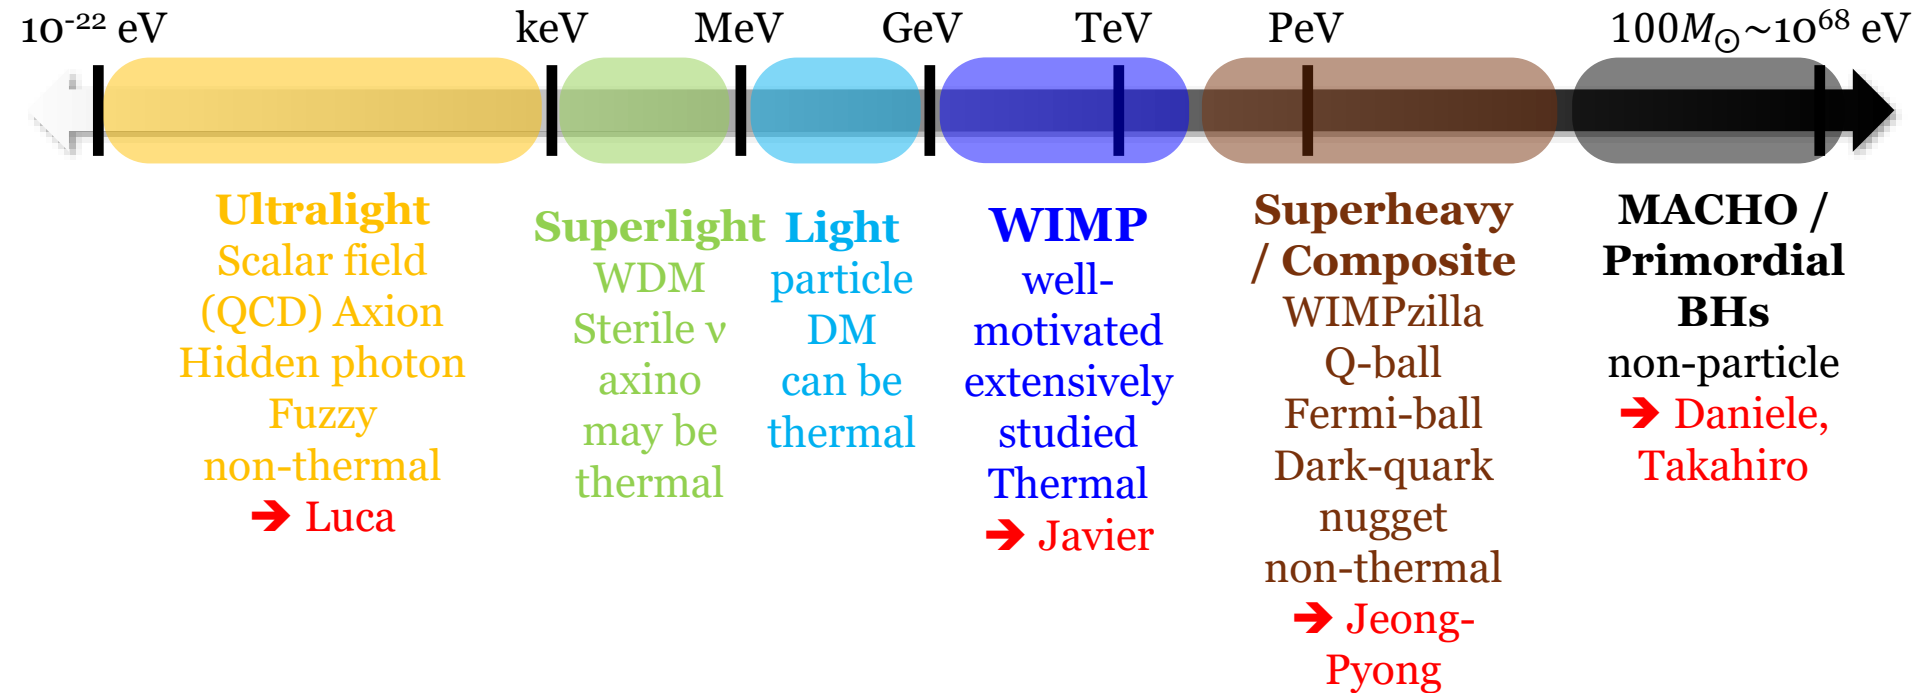 10⁻²² eV
keV
MeV
GeV
TeV
PeV
100M⊙~10⁶⁸ eV
Ultralight
Scalar field
(QCD) Axion
Hidden photon
Fuzzy
non-thermal
➔ Luca
Superlight
WDM
Sterile ν
axino
may be
thermal
Light
particle
DM
can be
thermal
WIMP
well-
motivated
extensively
studied
Thermal
➔ Javier
Superheavy
/ Composite
WIMPzilla
Q-ball
Fermi-ball
Dark-quark
nugget
non-thermal
➔ Jeong-
Pyong
MACHO /
Primordial
BHs
non-particle
➔ Daniele,
Takahiro